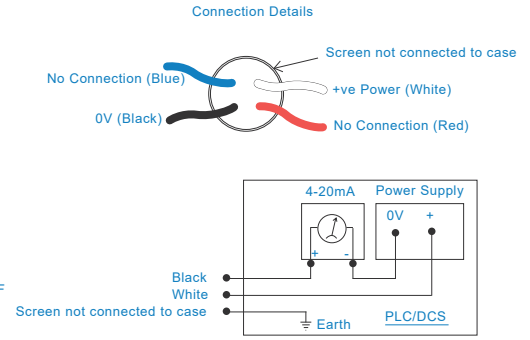 Connection Details
Screen not connected to case
No Connection (Blue)
+ve Power (White)
0V (Black)
No Connection (Red)
4-20mA
Power Supply
0V
+
+
-
Black
White
Screen not connected to case
Earth
PLC/DCS